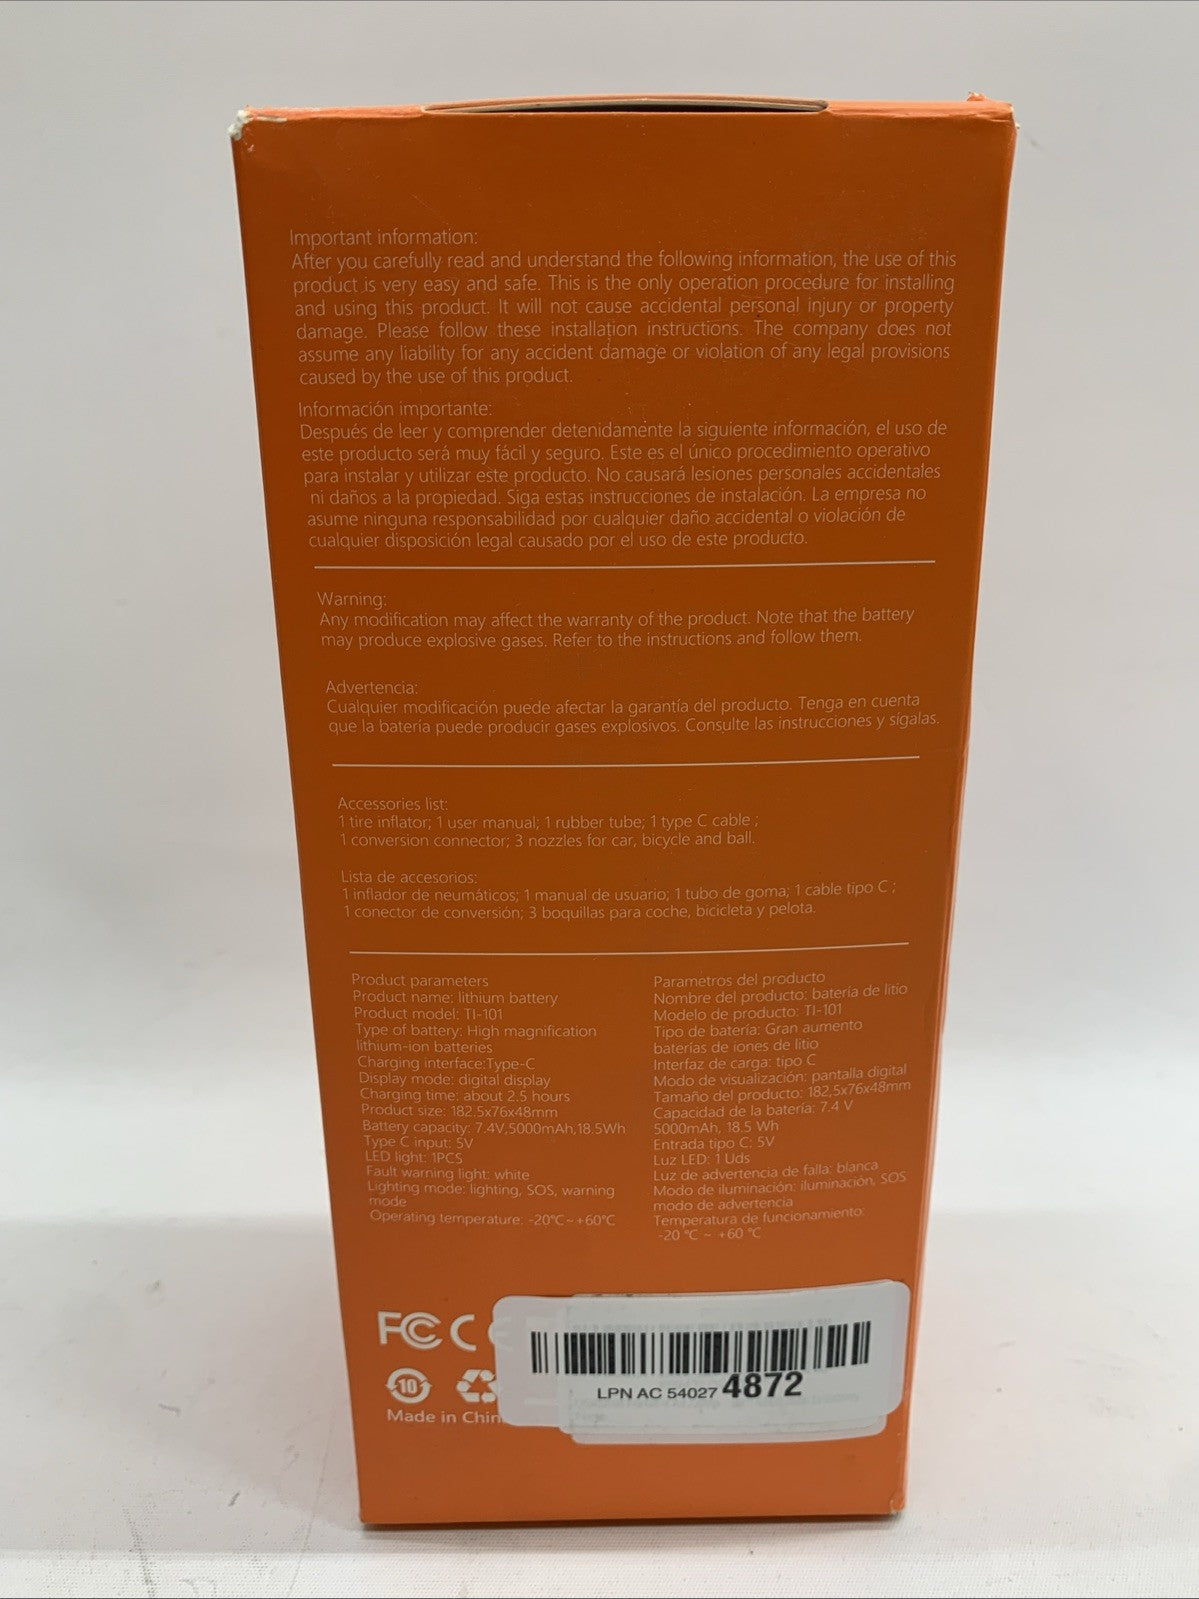 Important information:
After you carefully read and understand the following information, the use of this
product is very easy and safe. This is the only operation procedure for installing
and using this product. It will not cause accidental personal injury or property
damage. Please follow these installation instructions. The company does not
assume any liability for any accident damage or violation of any legal provisions
caused by the use of this product.
Información importante:
Después de leer y comprender detenidamente la siguiente información, el uso de
este producto será muy fácil y seguro. Este es el único procedimiento operativo
para instalar y utilizar este producto. No causará lesiones personales accidentales
ni daños a la propiedad. Siga estas instrucciones de instalación. La empresa no
asume ninguna responsabilidad por cualquier daño accidental o violación de
cualquier disposición legal causado por el uso de este producto.
Warning:
Any modification may affect the warranty of the product. Note that the battery
may produce explosive gases. Refer to the instructions and follow them.
Advertencia:
Cualquier modificación puede afectar la garantía del producto. Tenga en cuenta
que la batería puede producir gases explosivos. Consulte las instrucciones y sígalas.
Accessories list:
1 tire inflator; 1 user manual; 1 rubber tube; 1 type C cable ;
1 conversion connector; 3 nozzles for car, bicycle and ball.
Lista de accesorios:
1 inflador de neumáticos; 1 manual de usuario; 1 tubo de goma; 1 cable tipo C ;
1 conector de conversión; 3 boquillas para coche, bicicleta y pelota.
Product parameters
Product name: lithium battery
Product model: TI-101
Type of battery: High magnification
lithium-ion batteries
Charging interface:Type-C
Display mode: digital display
Charging time: about 2.5 hours
Product size: 182.5x76x48mm
Battery capacity: 7.4V,5000mAh,18.5Wh
Type C input: 5V
LED light: 1PCS
Fault warning light: white
Lighting mode: lighting, SOS, warning
mode
Operating temperature: -20°C~+60°C
Parametros del producto
Nombre del producto: batería de litio
Modelo de producto: TI-101
Tipo de batería: Gran aumento
baterías de iones de litio
Interfaz de carga: tipo C
Modo de visualización: pantalla digital
Tamaño del producto: 182,5x76x48mm
Capacidad de la batería: 7.4 V
5000mAh, 18.5 Wh
Entrada tipo C: 5V
Luz LED: 1 Uds
Luz de advertencia de falla: blanca
Modo de iluminación: iluminación, SOS
modo de advertencia
Temperatura de funcionamiento:
-20 °C ~ +60 °C
FC CE
10
Made in Chin
LPN AC 54027 4872